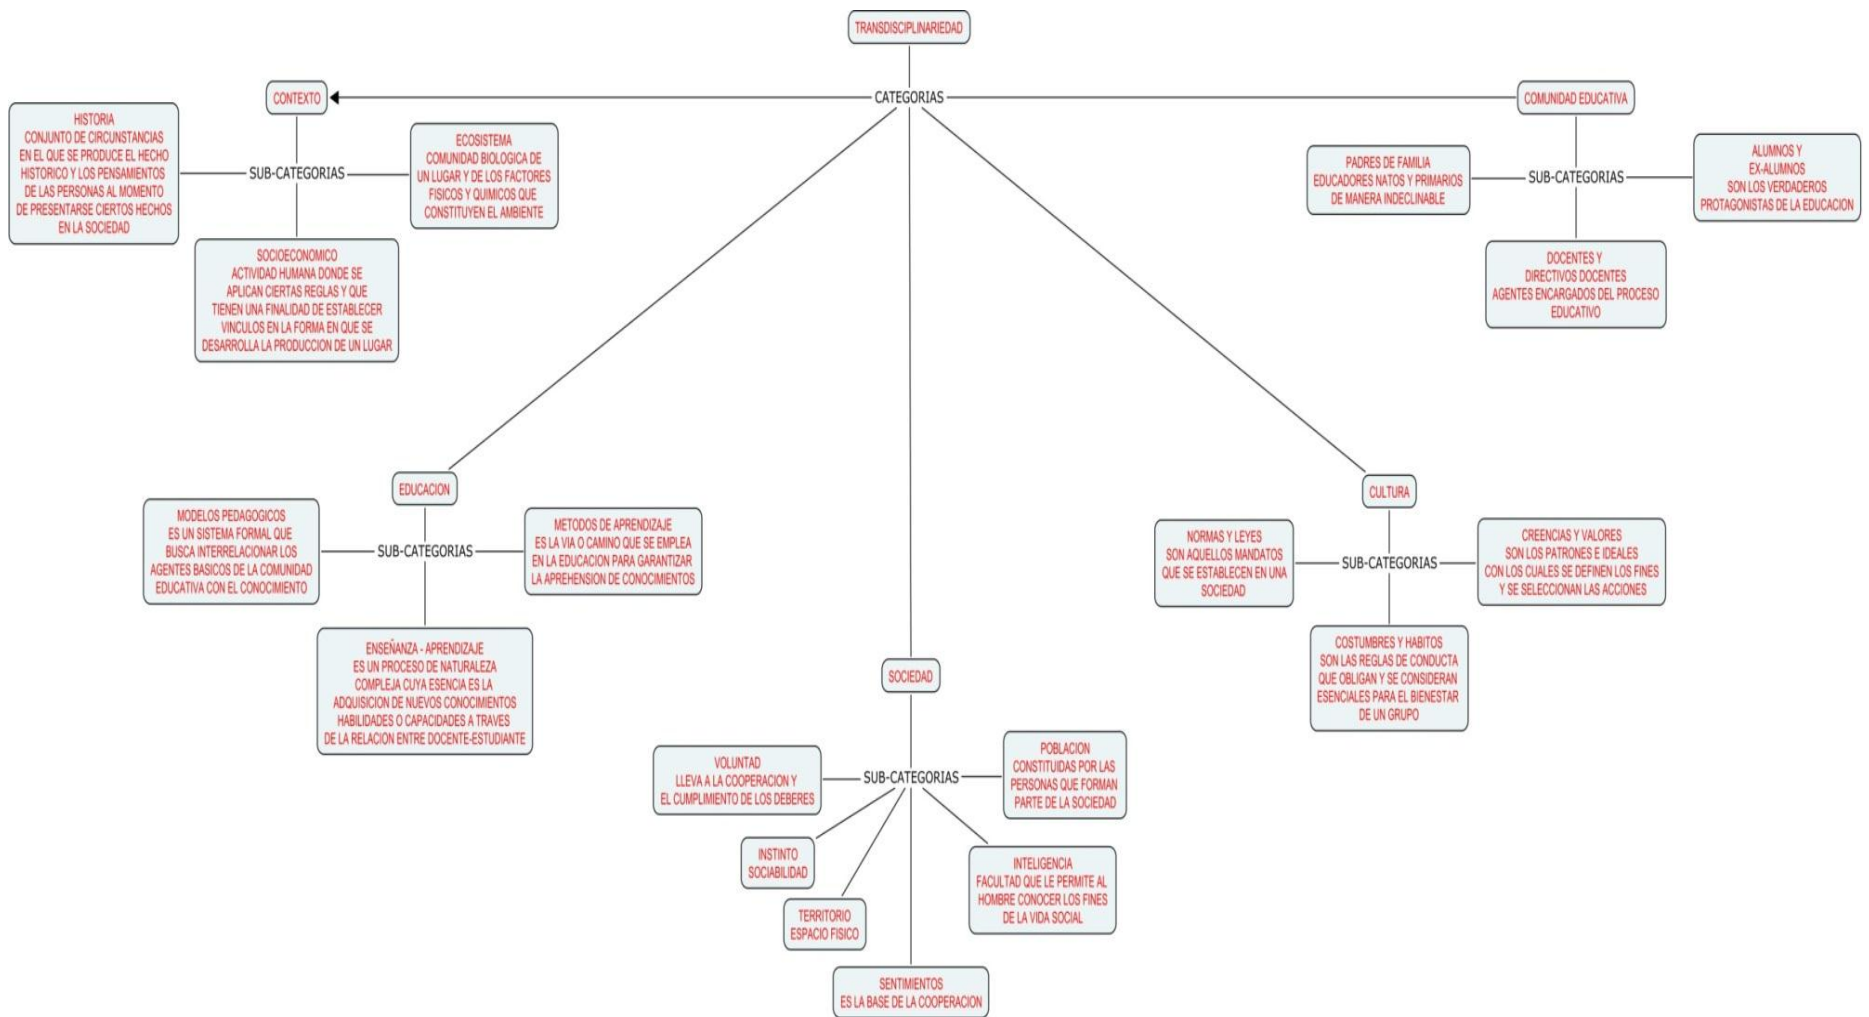 TRANSDISCIPLINARIEDAD
CATEGORIAS
CONTEXTO
SUB-CATEGORIAS
HISTORIA
CONJUNTO DE CIRCUNSTANCIAS
EN EL QUE SE PRODUCE EL HECHO
HISTORICO Y LOS PENSAMIENTOS
DE LAS PERSONAS AL MOMENTO
DE PRESENTARSE CIERTOS HECHOS
EN LA SOCIEDAD
ECOSISTEMA
COMUNIDAD BIOLOGICA DE
UN LUGAR Y DE LOS FACTORES
FISICOS Y QUIMICOS QUE
CONSTITUYEN EL AMBIENTE
SOCIOECONOMICO
ACTIVIDAD HUMANA DONDE SE
APLICAN CIERTAS REGLAS Y QUE
TIENEN UNA FINALIDAD DE ESTABLECER
VINCULOS EN LA FORMA EN QUE SE
DESARROLLA LA PRODUCCION DE UN LUGAR
COMUNIDAD EDUCATIVA
SUB-CATEGORIAS
PADRES DE FAMILIA
EDUCADORES NATOS Y PRIMARIOS
DE MANERA INDECLINABLE
ALUMNOS Y
EX-ALUMNOS
SON LOS VERDADEROS
PROTAGONISTAS DE LA EDUCACION
DOCENTES Y
DIRECTIVOS DOCENTES
AGENTES ENCARGADOS DEL PROCESO
EDUCATIVO
EDUCACION
SUB-CATEGORIAS
MODELOS PEDAGOGICOS
ES UN SISTEMA FORMAL QUE
BUSCA INTERRELACIONAR LOS
AGENTES BASICOS DE LA COMUNIDAD
EDUCATIVA CON EL CONOCIMIENTO
METODOS DE APRENDIZAJE
ES LA VIA O CAMINO QUE SE EMPLEA
EN LA EDUCACION PARA GARANTIZAR
LA APREHENSION DE CONOCIMIENTOS
ENSEÑANZA - APRENDIZAJE
ES UN PROCESO DE NATURALEZA
COMPLEJA CUYA ESENCIA ES LA
ADQUISICION DE NUEVOS CONOCIMIENTOS
HABILIDADES O CAPACIDADES A TRAVES
DE LA RELACION ENTRE DOCENTE-ESTUDIANTE
CULTURA
SUB-CATEGORIAS
NORMAS Y LEYES
SON AQUELLOS MANDATOS
QUE SE ESTABLECEN EN UNA
SOCIEDAD
CREENCIAS Y VALORES
SON LOS PATRONES E IDEALES
CON LOS CUALES SE DEFINEN LOS FINES
Y SE SELECCIONAN LAS ACCIONES
COSTUMBRES Y HABITOS
SON LAS REGLAS DE CONDUCTA
QUE OBLIGAN Y SE CONSIDERAN
ESENCIALES PARA EL BIENESTAR
DE UN GRUPO
SOCIEDAD
SUB-CATEGORIAS
VOLUNTAD
LLEVA A LA COOPERACION Y
EL CUMPLIMIENTO DE LOS DEBERES
POBLACION
CONSTITUIDAS POR LAS
PERSONAS QUE FORMAN
PARTE DE LA SOCIEDAD
INSTINTO
SOCIABILIDAD
INTELIGENCIA
FACULTAD QUE LE PERMITE AL
HOMBRE CONOCER LOS FINES
DE LA VIDA SOCIAL
TERRITORIO
ESPACIO FISICO
SENTIMIENTOS
ES LA BASE DE LA COOPERACION